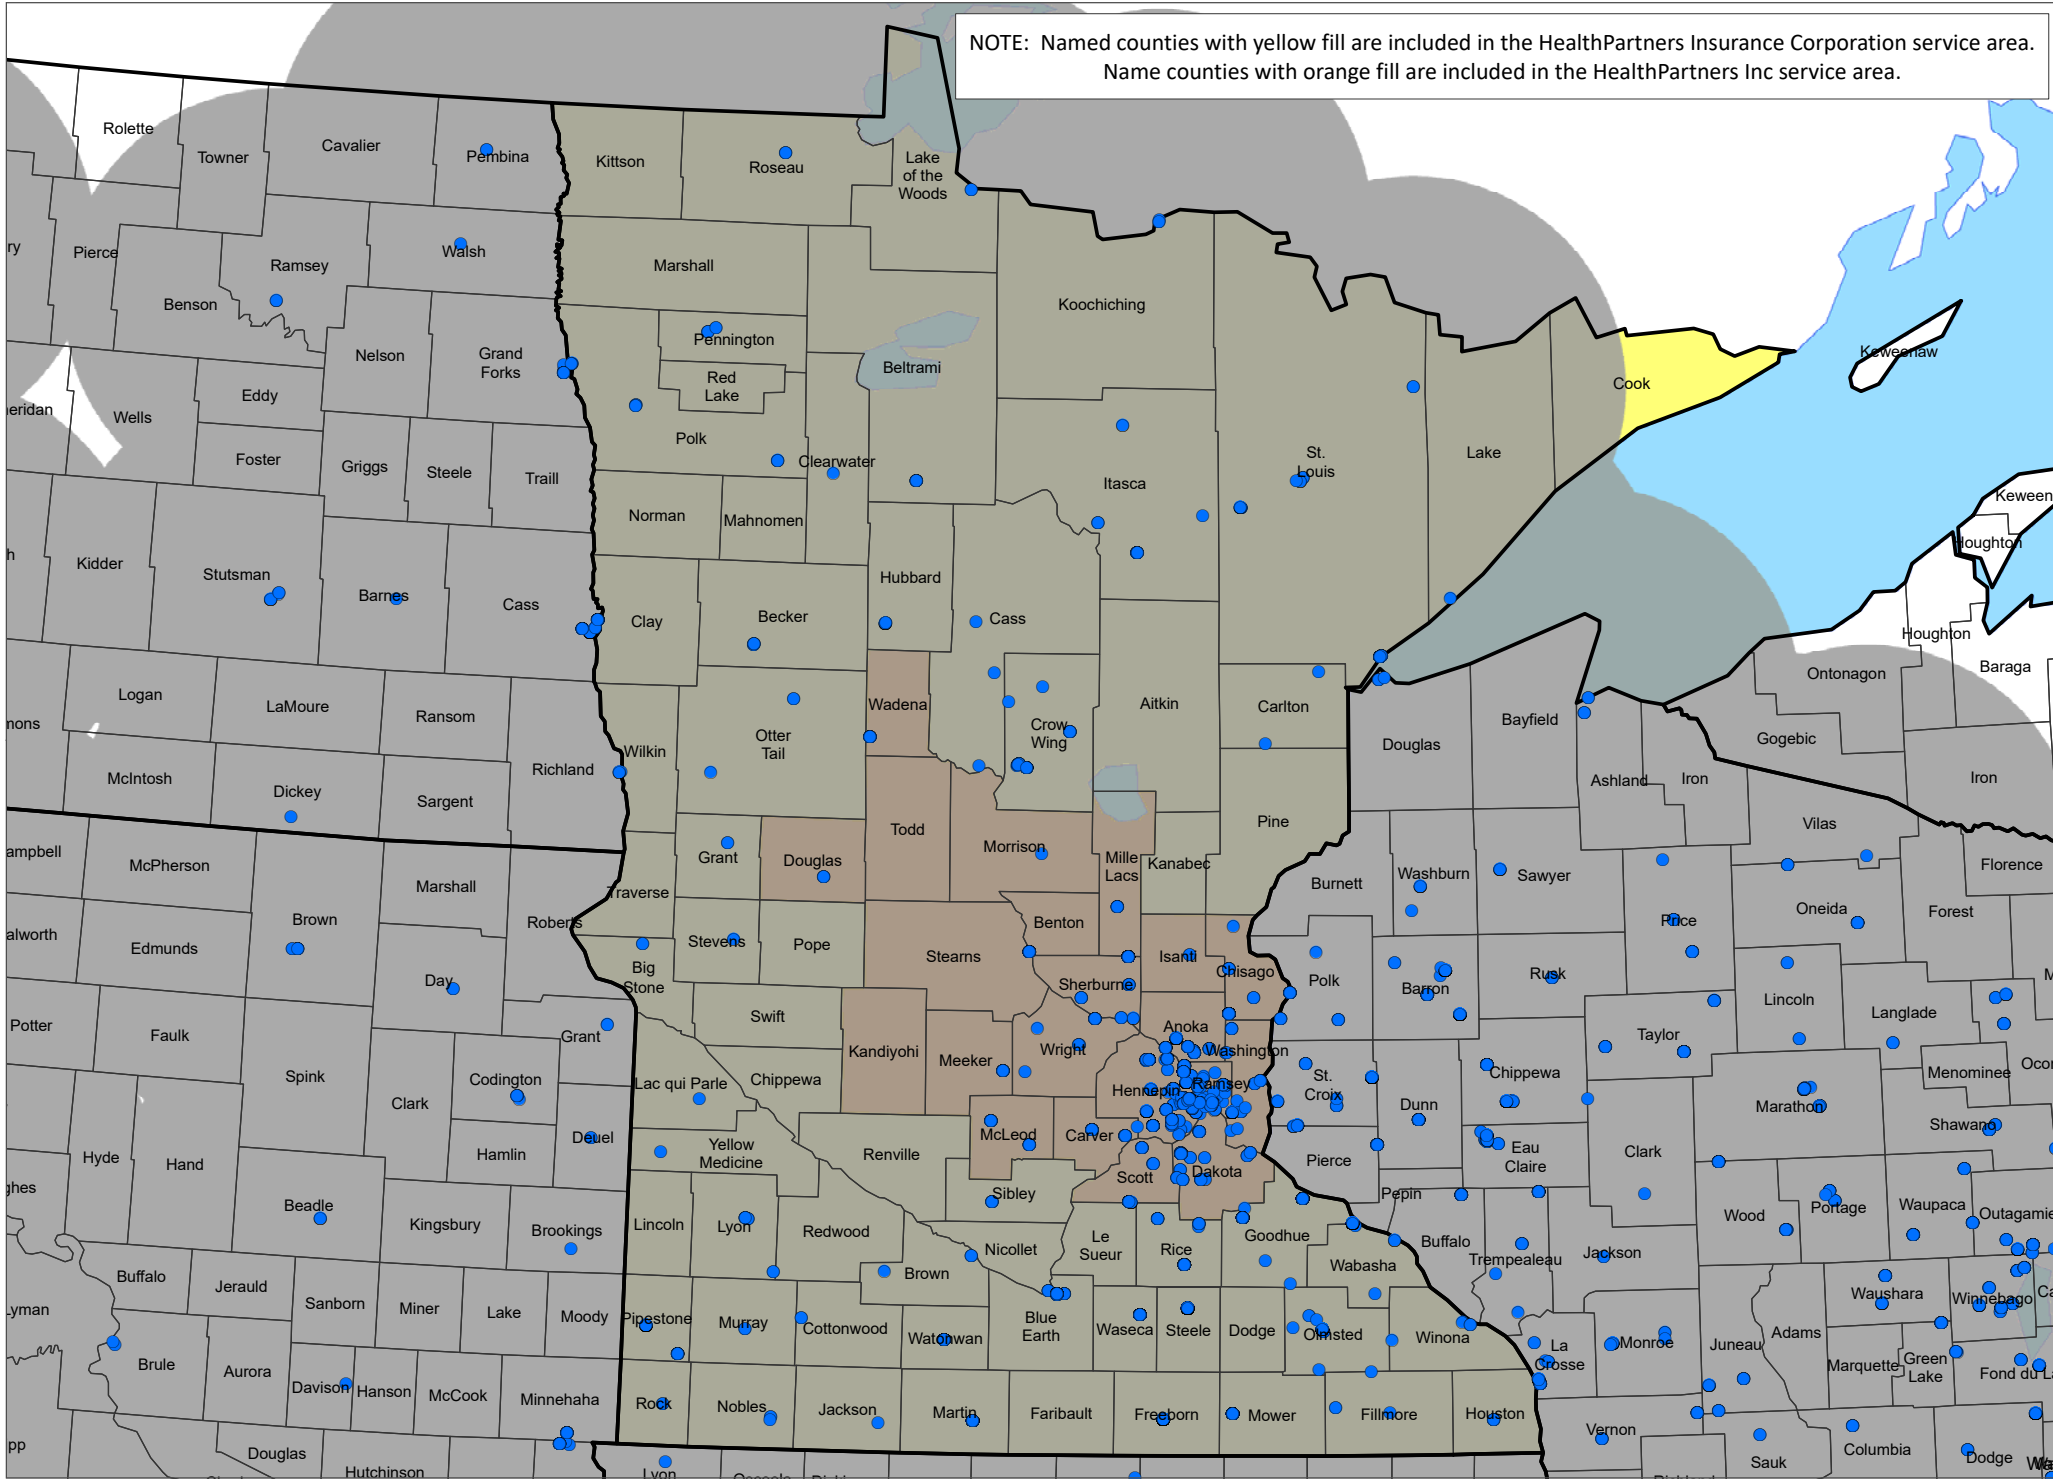 NOTE: Named counties with yellow fill are included in the HealthPartners Insurance Corporation service area.
Name counties with orange fill are included in the HealthPartners Inc service area.
Rolette
Towner
Cavalier
Pembina
Kittson
Roseau
Lake
of the
Woods
ry
Pierce
Benson
Ramsey
Walsh
Marshall
Koochiching
Nelson
Grand
Forks
Pennington
Red
Lake
Beltrami
Keweenaw
Cook
eridan
Wells
Eddy
Foster
Griggs
Steele
Traill
Polk
Clearwater
Itasca
St.
Louis
Lake
Norman
Mahnomen
Keween
Houghton
h
Kidder
Stutsman
Barnes
Cass
Clay
Becker
Hubbard
Cass
Houghton
Baraga
Ontonagon
mons
Logan
LaMoure
Ransom
Richland
Wilkin
Otter
Tail
Wadena
Crow
Wing
Aitkin
Carlton
Douglas
Bayfield
Ashland
Iron
Gogebic
Iron
McIntosh
Dickey
Sargent
Todd
Morrison
Mille
Lacs
Kanabec
Pine
Vilas
Florence
ampbell
McPherson
Marshall
Roberts
Traverse
Grant
Douglas
Burnett
Washburn
Sawyer
Price
Oneida
Forest
alworth
Edmunds
Brown
Day
Big
Stone
Stevens
Pope
Stearns
Benton
Sherburne
Isanti
Chisago
Polk
Barron
Rusk
Lincoln
Langlade
Potter
Faulk
Spink
Clark
Codington
Grant
Swift
Kandiyohi
Meeker
Wright
Anoka
Washington
Hennepin
Ramsey
St.
Croix
Dunn
Chippewa
Taylor
Marathon
Menominee
Ocor
Shawano
Lac qui Parle
Chippewa
Hyde
Hand
Hamlin
Deuel
Yellow
Medicine
Renville
McLeod
Carver
Scott
Dakota
Pierce
Eau
Claire
Clark
ghes
Beadle
Kingsbury
Brookings
Lincoln
Lyon
Redwood
Sibley
Nicollet
Brown
Le
Sueur
Rice
Goodhue
Wabasha
Pepin
Buffalo
Trempealeau
Jackson
Wood
Portage
Waupaca
Outagamie
Lyman
Buffalo
Jerauld
Sanborn
Miner
Lake
Moody
Pipestone
Murray
Cottonwood
Watonwan
Blue
Earth
Waseca
Steele
Dodge
Olmsted
Winona
La
Crosse
Monroe
Juneau
Adams
Waushara
Winnebago
Ca
Marquette
Green
Lake
Fond du La
Brule
Aurora
Davison
Hanson
McCook
Minnehaha
Rock
Nobles
Jackson
Martin
Faribault
Freeborn
Mower
Fillmore
Houston
Vernon
Sauk
Columbia
Dodge
pp
Douglas
Hutchinson
Lyon